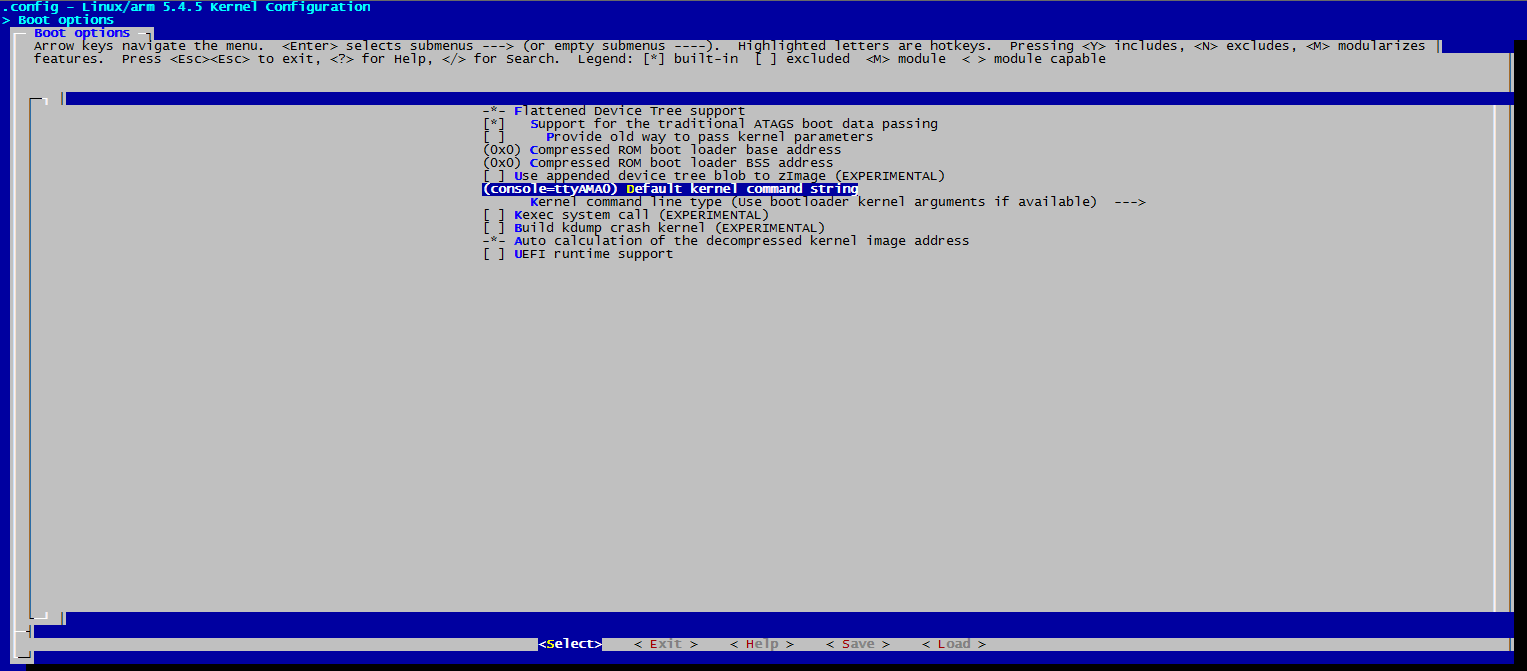 .config - Linux/arm 5.4.5 Kernel Configuration
> Boot options
Boot options
Arrow keys navigate the menu.  <Enter> selects submenus ---> (or empty submenus ----).  Highlighted letters are hotkeys.  Pressing <Y> includes, <N> excludes, <M> modularizes
features.  Press <Esc><Esc> to exit, <?> for Help, </> for Search.  Legend: [*] built-in  [ ] excluded  <M> module  < > module capable
-*- Flattened Device Tree support
[*]   Support for the traditional ATAGS boot data passing
[ ]     Provide old way to pass kernel parameters
(0x0) Compressed ROM boot loader base address
(0x0) Compressed ROM boot loader BSS address
[ ] Use appended device tree blob to zImage (EXPERIMENTAL)
(console=ttyAMA0) Default kernel command string
Kernel command line type (Use bootloader kernel arguments if available)  --->
[ ] Kexec system call (EXPERIMENTAL)
[ ] Build kdump crash kernel (EXPERIMENTAL)
-*- Auto calculation of the decompressed kernel image address
[ ] UEFI runtime support
<Select>    < Exit >    < Help >    < Save >    < Load >